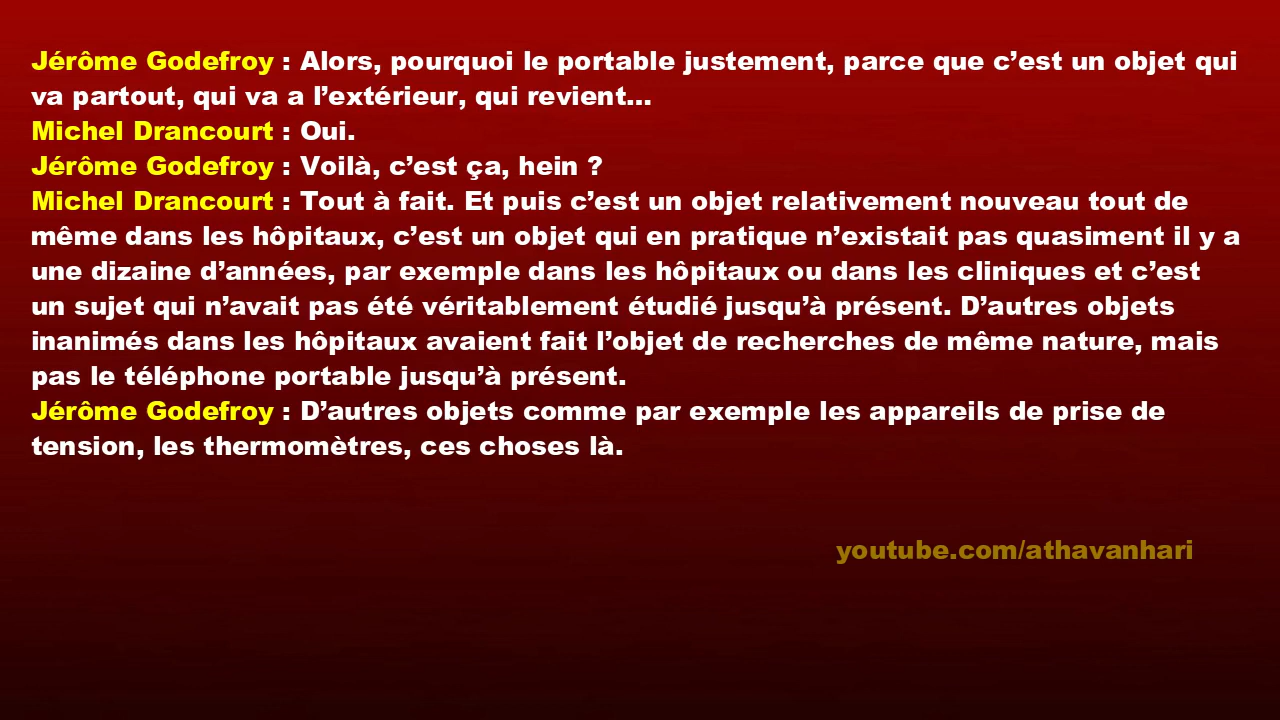 Jérôme Godefroy : Alors, pourquoi le portable justement, parce que c’est un objet qui
va partout, qui va a l’extérieur, qui revient...
Michel Drancourt : Oui.
Jérôme Godefroy : Voilà, c’est ça, hein ?
Michel Drancourt : Tout à fait. Et puis c’est un objet relativement nouveau tout de
même dans les hôpitaux, c’est un objet qui en pratique n’existait pas quasiment il y a
une dizaine d’années, par exemple dans les hôpitaux ou dans les cliniques et c’est
un sujet qui n’avait pas été véritablement étudié jusqu’à présent. D’autres objets
inanimés dans les hôpitaux avaient fait l’objet de recherches de même nature, mais
pas le téléphone portable jusqu’à présent.
Jérôme Godefroy : D’autres objets comme par exemple les appareils de prise de
tension, les thermomètres, ces choses là.
youtube.com/athavanhari